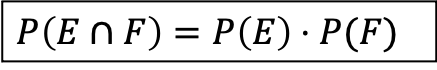 P(E ∩ F) = P(E) · P(F)